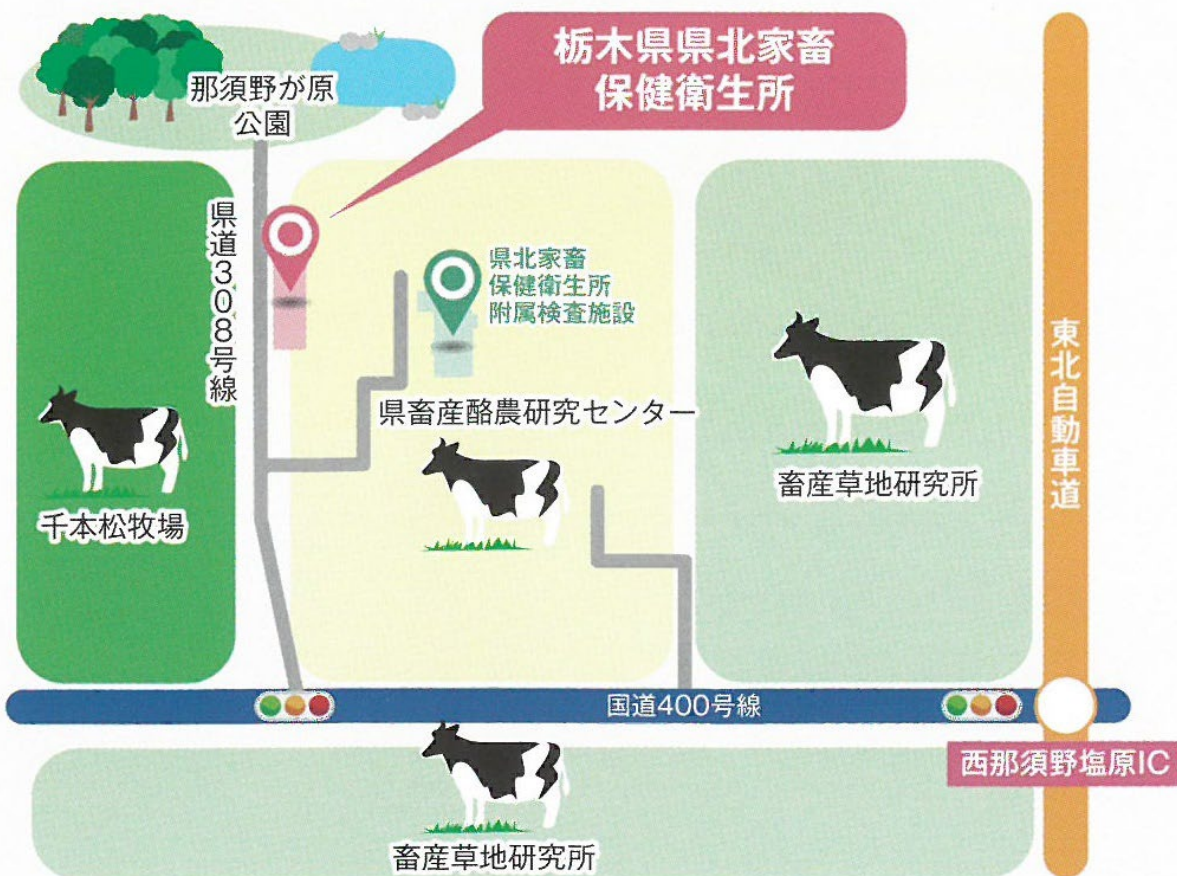 栃木県県北家畜
保健衛生所
那須野が原
公園
県道308号線
県北家畜
保健衛生所
附属検査施設
県畜産酪農研究センター
千本松牧場
畜産草地研究所
東北自動車道
国道400号線
西那須野塩原IC
畜産草地研究所